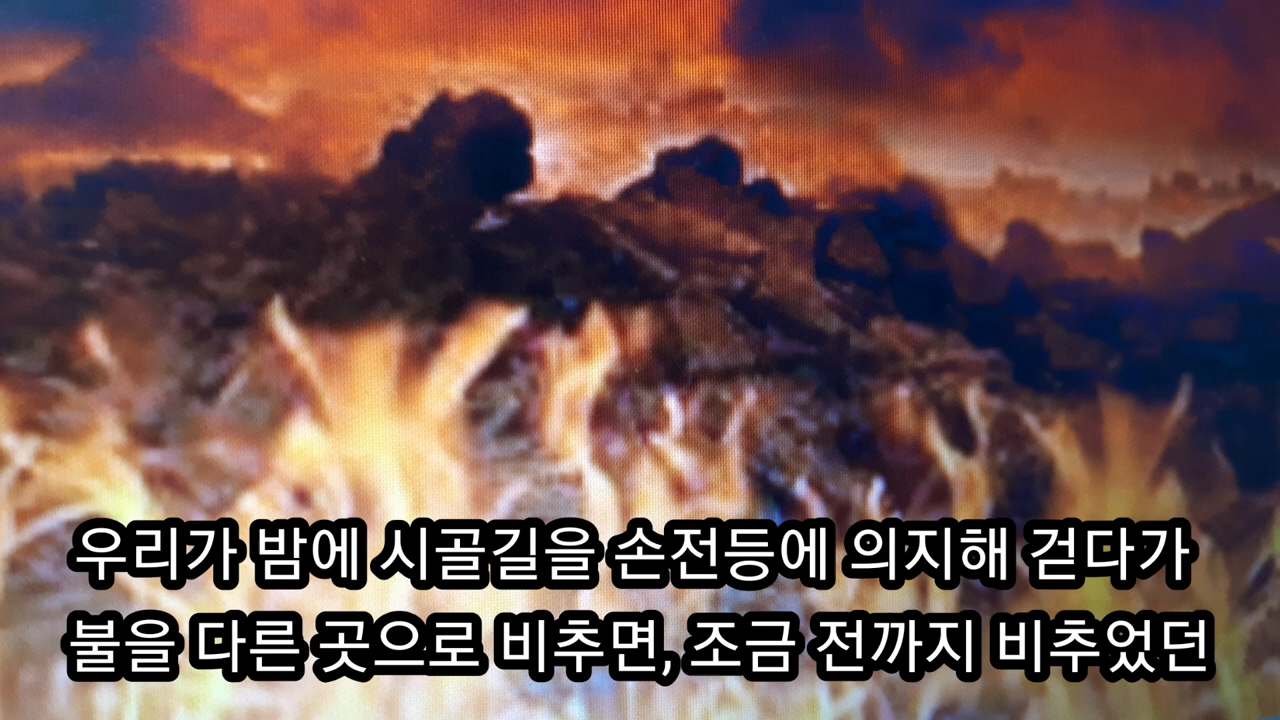 우리가 밤에 시골길을 손전등에 의지해 걷다가
불을 다른 곳으로 비추면, 조금 전까지 비추었던